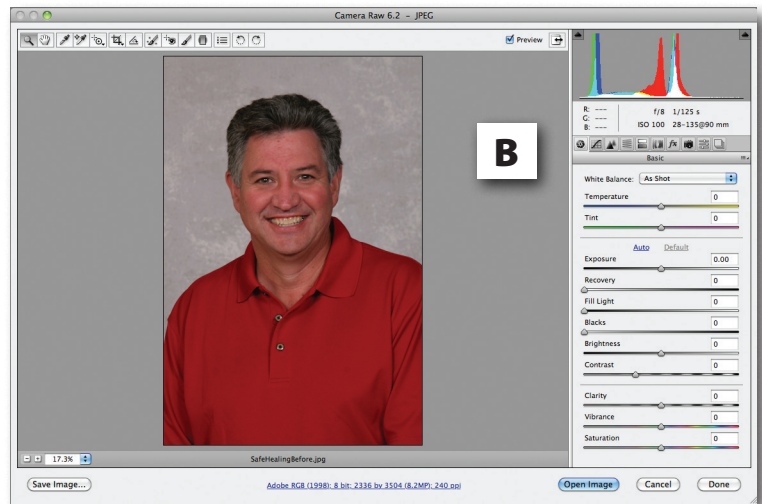 Camera Raw 6.2 – JPEG
Preview
B
R: ---
G: ---
B: ---
f/8 1/125 s
ISO 100 28–135@90 mm
fx
Basic
White Balance: As Shot
Temperature 0
Tint 0
Auto Default
Exposure 0.00
Recovery 0
Fill Light 0
Blacks 0
Brightness 0
Contrast 0
Clarity 0
Vibrance 0
Saturation 0
17.3%
SafeHealingBefore.jpg
Save Image...
Adobe RGB (1998); 8 bit; 2336 by 3504 (8.2MP); 240 ppi
Open Image
Cancel
Done